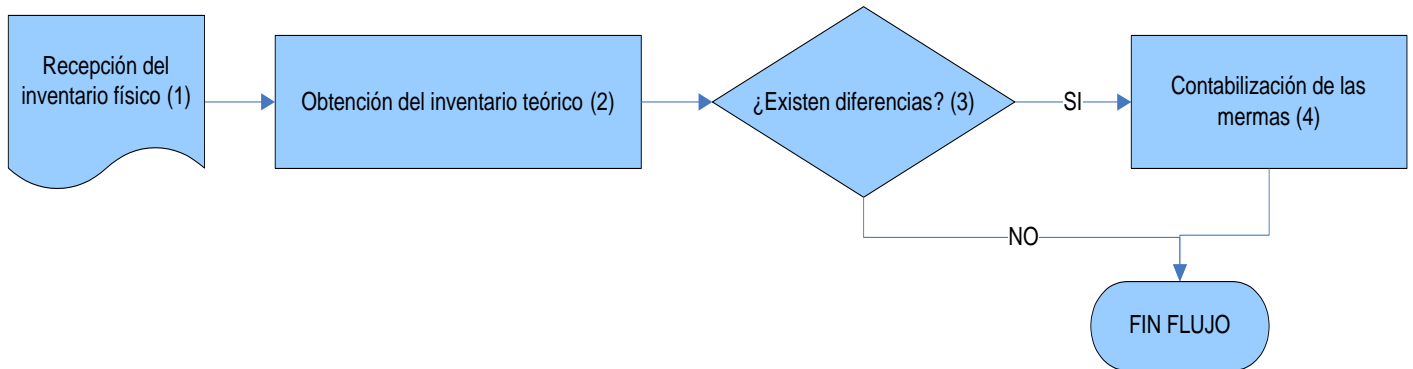 Recepción del
inventario físico (1)
Obtención del inventario teórico (2)
¿Existen diferencias? (3)
SI
Contabilización de las
mermas (4)
NO
FIN FLUJO